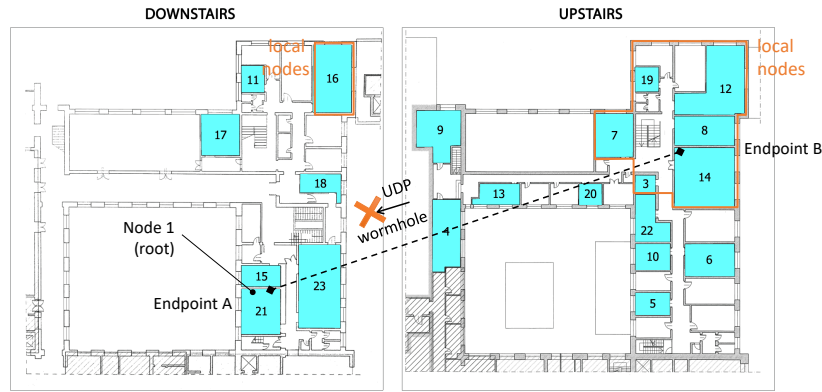 DOWNSTAIRS
UPSTAIRS
local
nodes
11
16
17
18
Node 1
(root)
15
Endpoint A
21
23
UDP
wormhole
local
nodes
19
12
9
7
8
Endpoint B
14
3
13
20
4
22
10
6
5